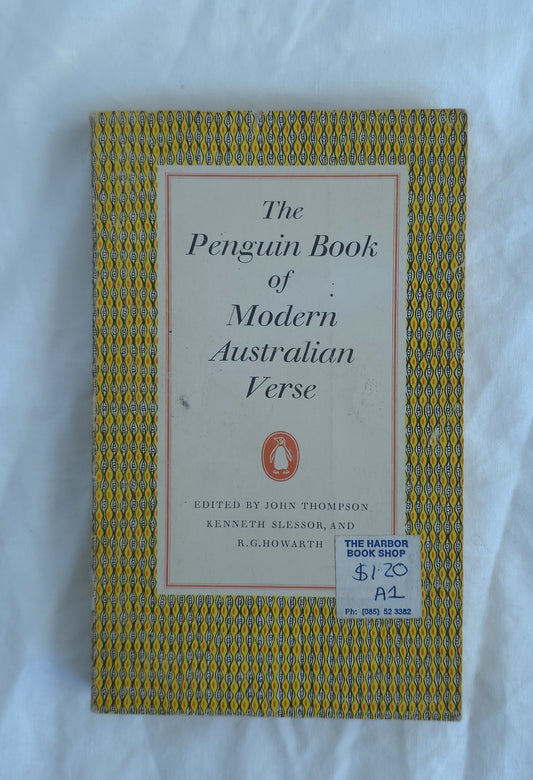 The
Penguin Book
of
Modern
Australian
Verse
EDITED BY JOHN THOMPSON
KENNETH SLESSOR, AND
R.G.HOWARTH
THE HARBOR
BOOK SHOP
$1.20
A1
Ph: (085) 52 3382